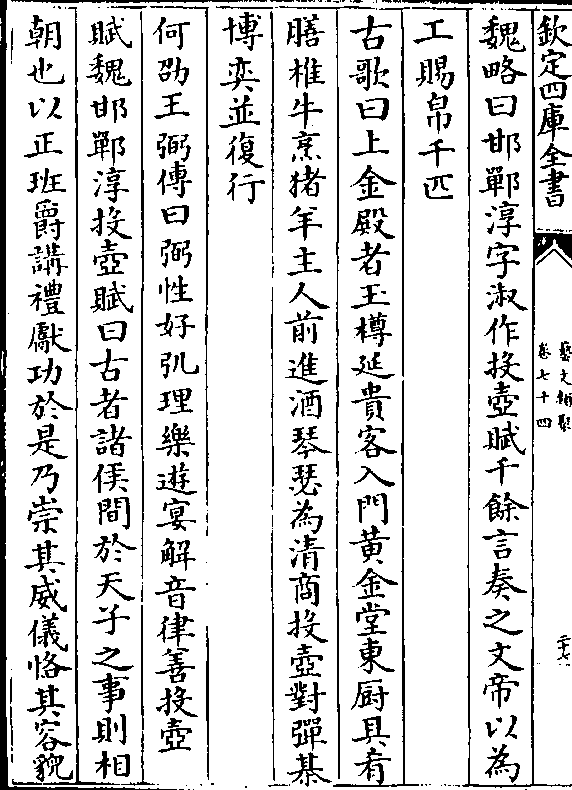 欽定四庫全書
藝文類聚
卷七十四
二十七
魏略曰邯鄲淳字淑作投壺賦千餘言奏之文帝以為
工賜帛千匹
古歌曰上金殿者玉樽延貴客入門黄金堂東厨具肴
膳椎牛烹猪羊主人前進酒琴瑟為清商投壺對彈棊
博奕並復行
何劭王弼傳曰弼性好氿理樂遊宴解音律善投壺
賦魏邯鄲淳投壺賦曰古者諸侯間於天子之事則相
朝也以正班爵講禮獻功於是乃崇其威儀恪其容貌